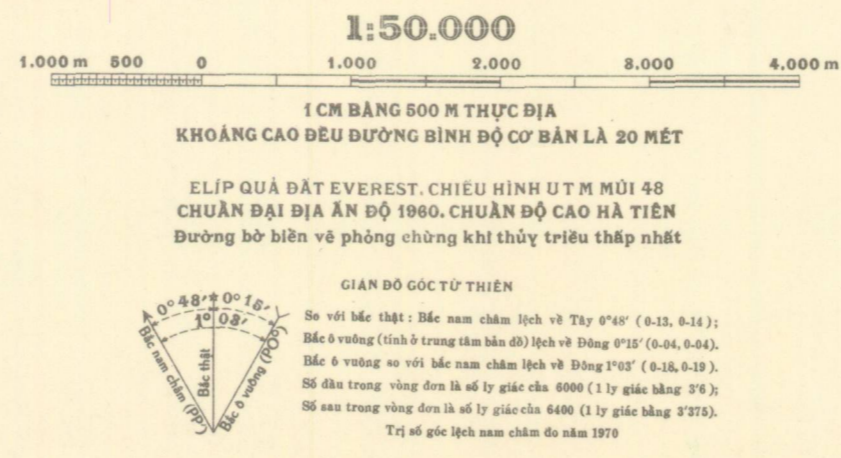 1:50.000
1.000 m 500 0 1.000 2.000 3.000 4.000 m
1 CM BẰNG 500 M THỰC ĐỊA
KHOẢNG CAO ĐỀU ĐƯỜNG BÌNH ĐỘ CƠ BẢN LÀ 20 MÉT
ELÍP QUẢ ĐẤT EVEREST. CHIẾU HÌNH UTM MÚI 48
CHUẨN ĐẠI ĐỊA ẤN ĐỘ 1960. CHUẨN ĐỘ CAO HÀ TIÊN
Đường bờ biển vẽ phỏng chừng khi thủy triều thấp nhất
GIẢN ĐỒ GÓC TỪ THIÊN
0° 48' 0° 15'
1° 03'
Bắc nam châm (PP')
Bắc thật
Bắc ô vuông (PO°)
So với bắc thật : Bắc nam châm lệch về Tây 0°48' (0-13, 0-14) ;
Bắc ô vuông (tính ở trung tâm bản đồ) lệch về Đông 0°15' (0-04, 0-04).
Bắc ô vuông so với bắc nam châm lệch về Đông 1°03' (0-18, 0-19).
Số đầu trong vòng đơn là số ly giác của 6000 (1 ly giác bằng 3'6) ;
Số sau trong vòng đơn là số ly giác của 6400 (1 ly giác bằng 3'375).
Trị số góc lệch nam châm đo năm 1970